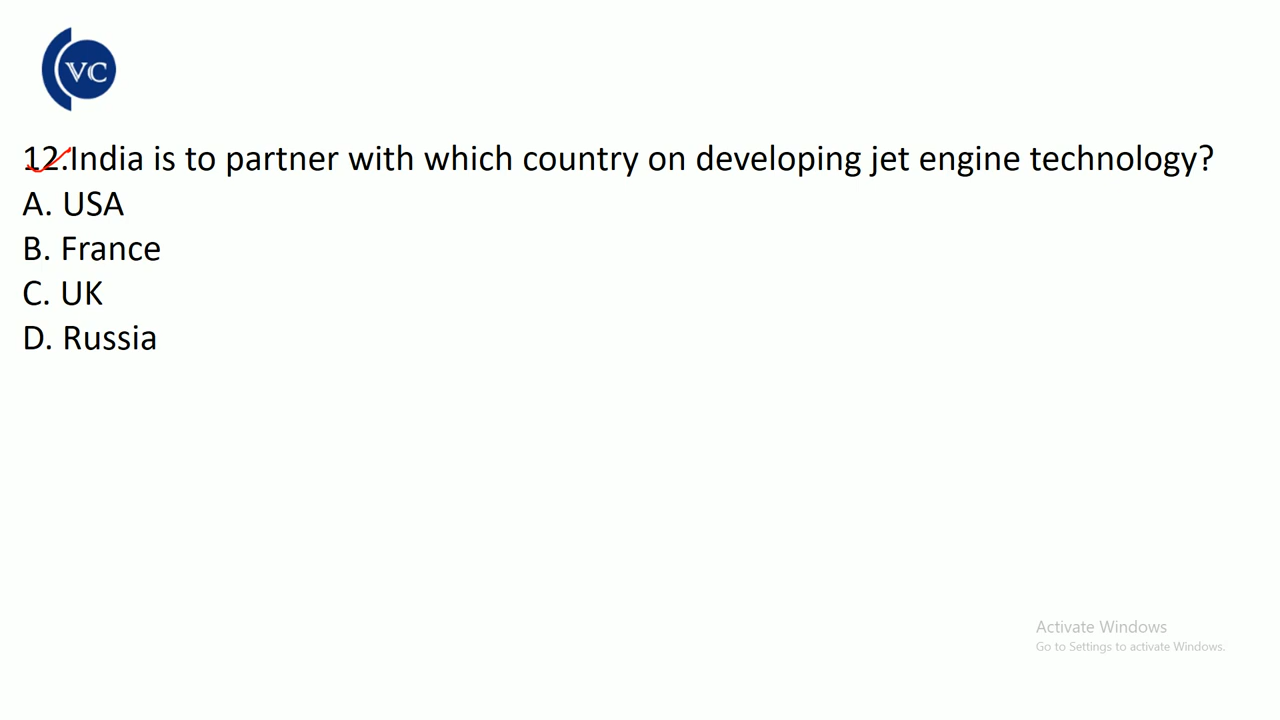 VC
12.India is to partner with which country on developing jet engine technology?
A. USA
B. France
C. UK
D. Russia
Activate Windows
Go to Settings to activate Windows.